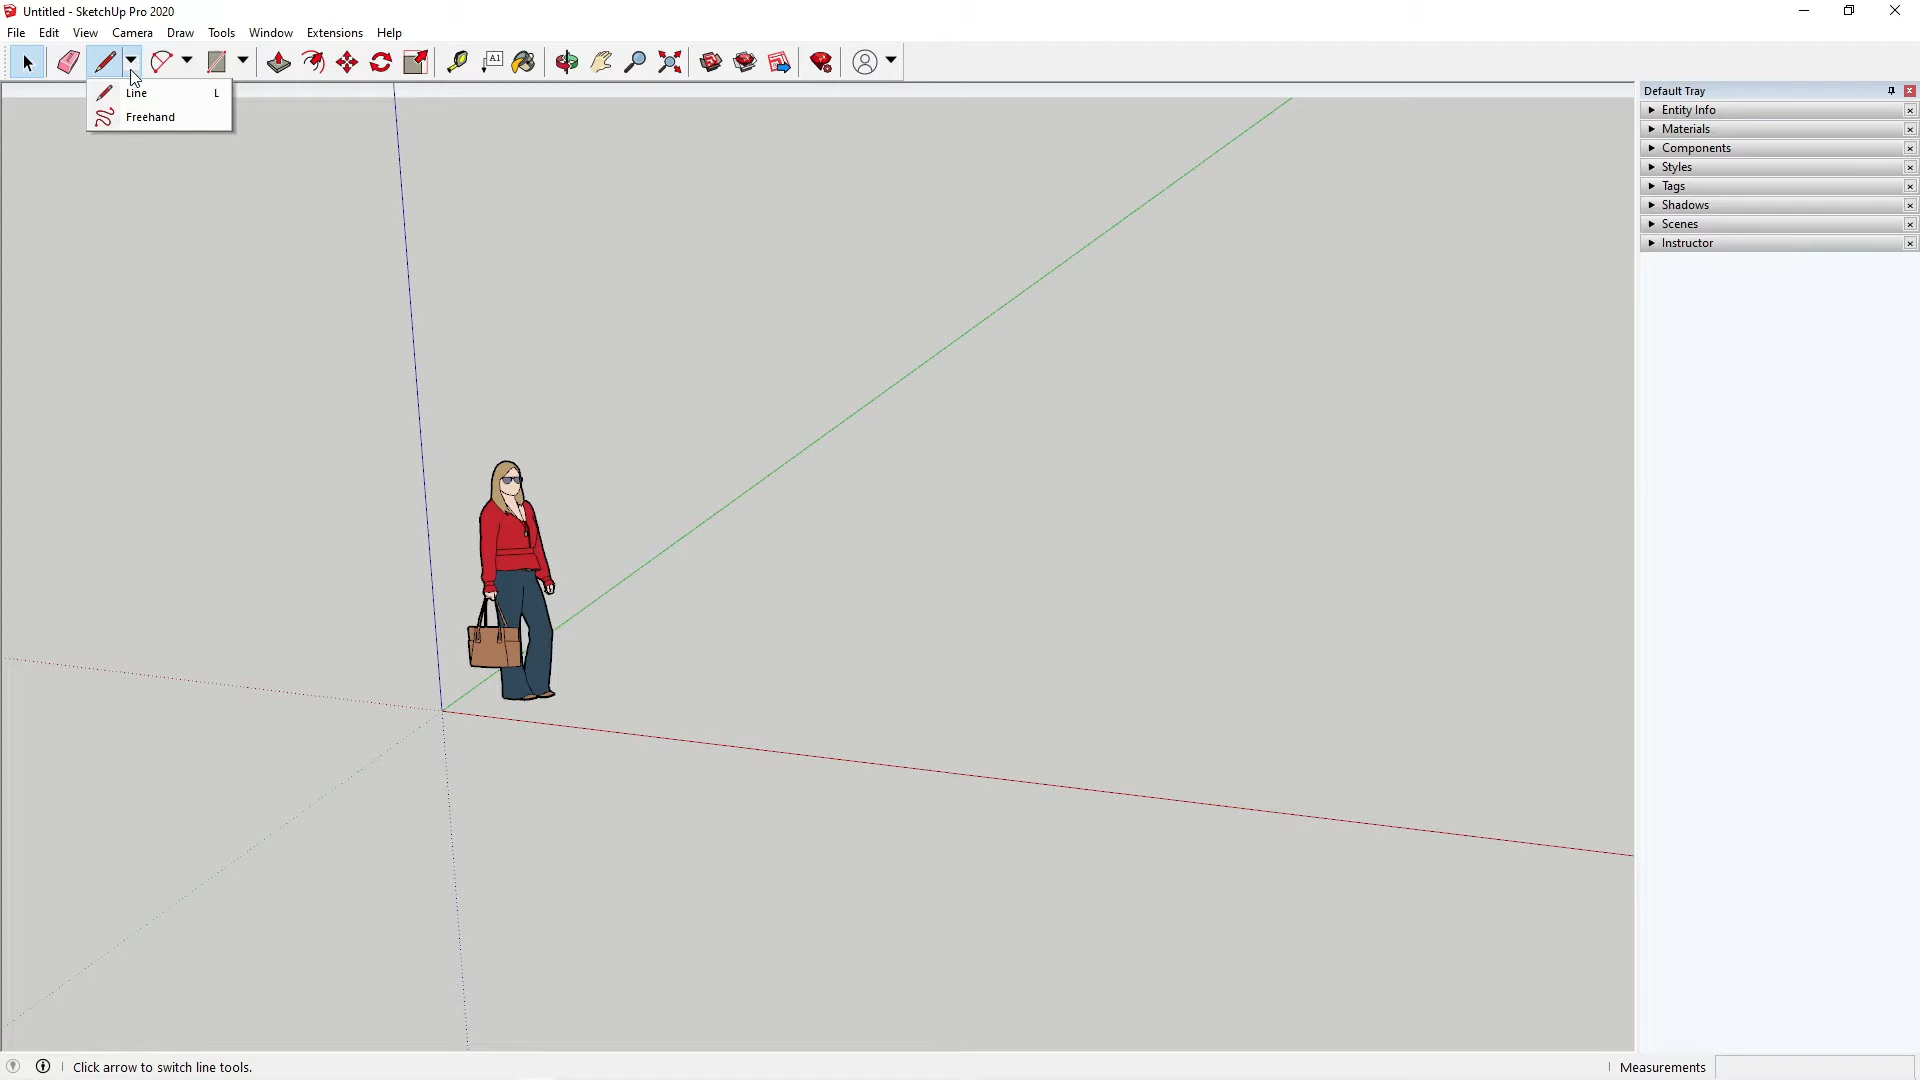 Untitled - SketchUp Pro 2020
File Edit View Camera Draw Tools Window Extensions Help
A1
Line L
Freehand
Default Tray
Entity Info
Materials
Components
Styles
Tags
Shadows
Scenes
Instructor
Click arrow to switch line tools.
Measurements